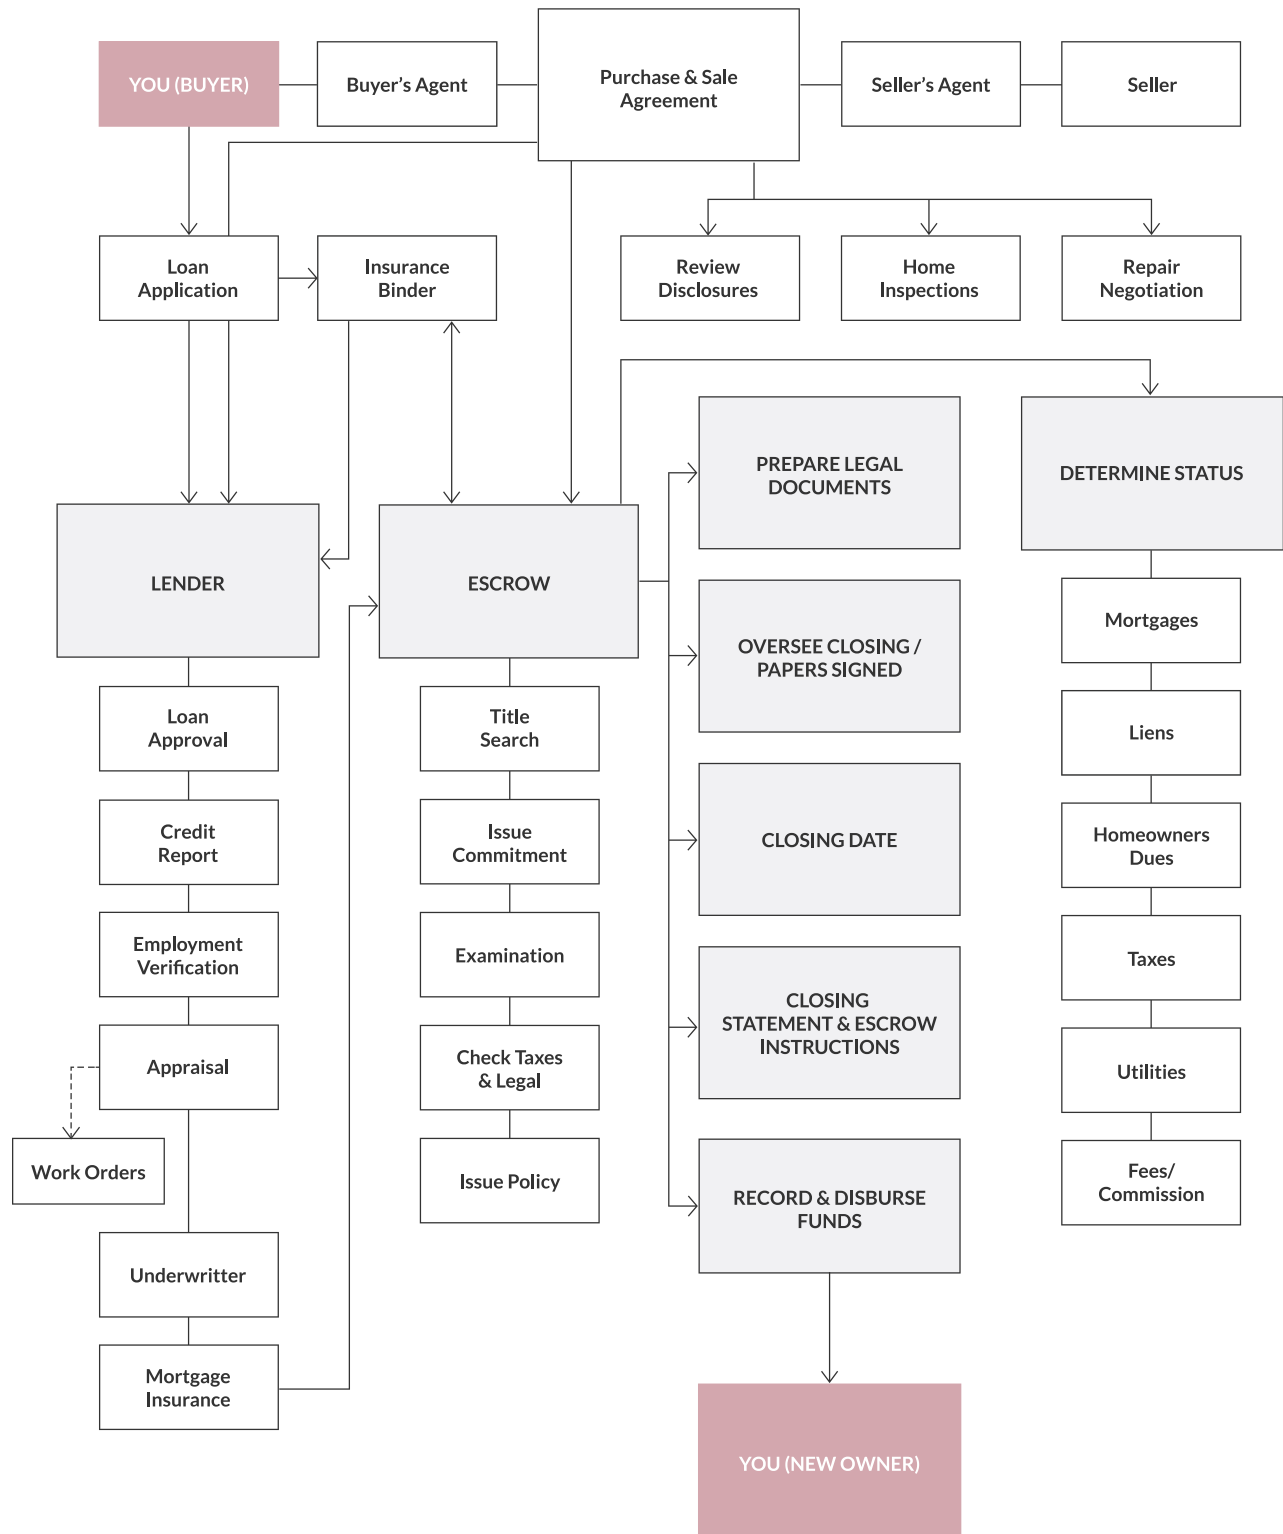 YOU (BUYER)
Buyer’s Agent
Purchase & Sale
Agreement
Seller’s Agent
Seller
Loan
Application
Insurance
Binder
Review
Disclosures
Home
Inspections
Repair
Negotiation
LENDER
ESCROW
PREPARE LEGAL
DOCUMENTS
DETERMINE STATUS
Loan
Approval
Credit
Report
Employment
Verification
Appraisal
Work Orders
Underwritter
Mortgage
Insurance
Title
Search
Issue
Commitment
Examination
Check Taxes
& Legal
Issue Policy
OVERSEE CLOSING /
PAPERS SIGNED
CLOSING DATE
CLOSING
STATEMENT & ESCROW
INSTRUCTIONS
RECORD & DISBURSE
FUNDS
Mortgages
Liens
Homeowners
Dues
Taxes
Utilities
Fees/
Commission
YOU (NEW OWNER)